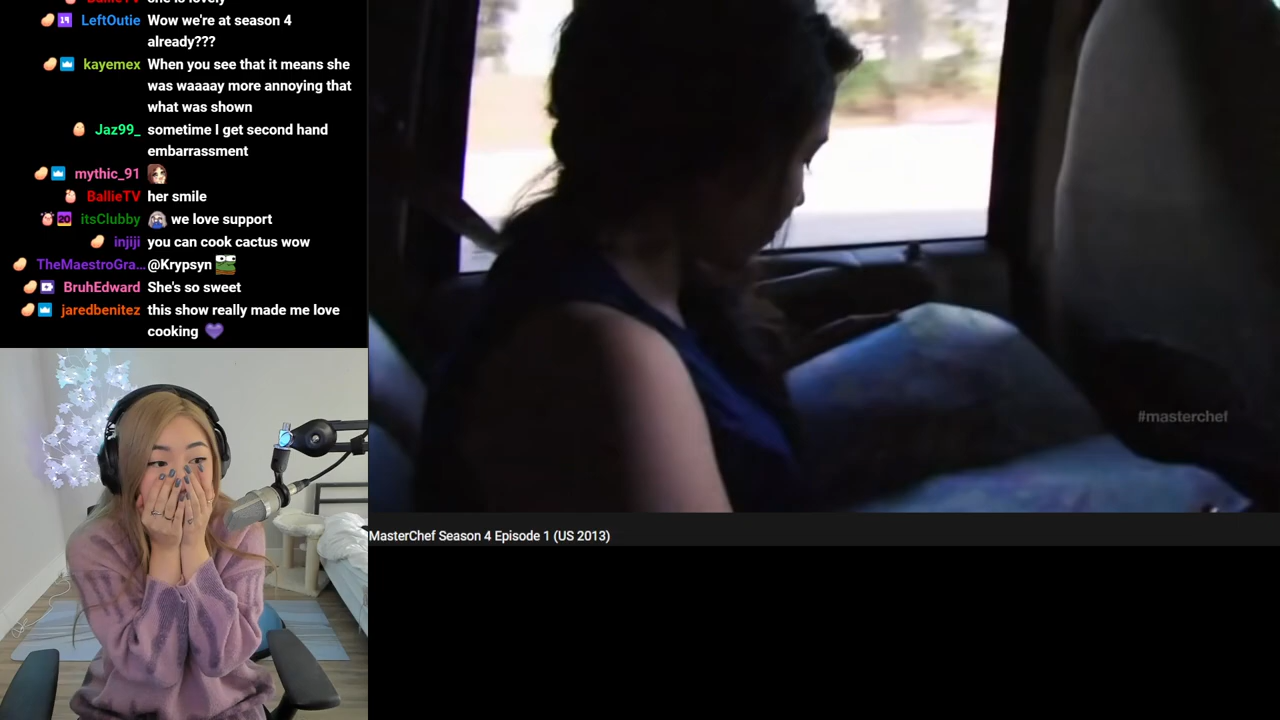 LeftOutie Wow we're at season 4
already???
kayemex When you see that it means she
was waaaay more annoying that
what was shown
Jaz99_ sometime I get second hand
embarrassment
mythic_91
BallieTV her smile
20 itsClubby we love support
injiji you can cook cactus wow
TheMaestroGra... @Krypsyn
BruhEdward She's so sweet
jaredbenitez this show really made me love
cooking
#masterchef
MasterChef Season 4 Episode 1 (US 2013)